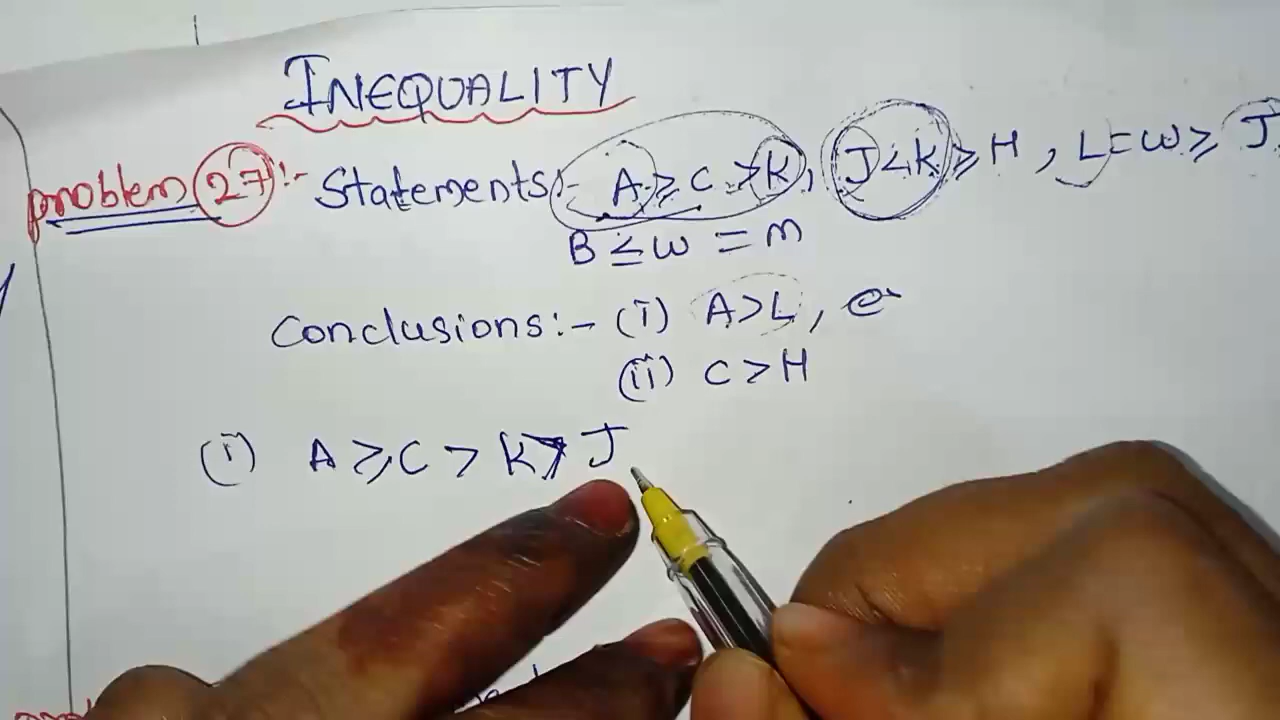 INEQUALITY
problem 27:- Statements:- A ≥ C > K, J < K ≥ H, L = W ≥ J
B ≤ W = m
Conclusions:- (i) A > L,
(ii) C > H
(i) A ≥ C > K > J